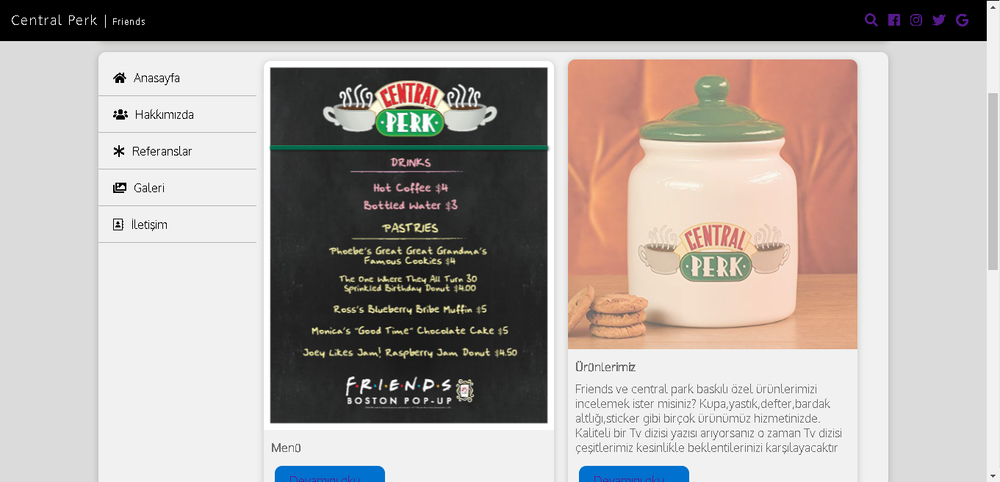 Central Perk | Friends
Anasayfa
Hakkımızda
Referanslar
Galeri
İletişim
CENTRAL
PERK
DRINKS
Hot Coffee $4
Bottled Water $3
PASTRIES
Phoebe's Great Great Grandma's
Famous Cookies $4
The One Where They All Turn 30
Sprinkled Birthday Donut $4.00
Ross's Blueberry Bribe Muffin $5
Monica's "Good Time" Chocolate Cake $5
Joey Likes Jam! Raspberry Jam Donut $4.50
F·R·I·E·N·D·S
BOSTON POP-UP
Menü
Devamını oku
CENTRAL
PERK
Ürünlerimiz
Friends ve central park baskılı özel ürünlerimizi
incelemek ister misiniz? Kupa,yastık,defter,bardak
altlığı,sticker gibi birçok ürünümüz hizmetinizde.
Kaliteli bir Tv dizisi yazısı arıyorsanız o zaman Tv dizisi
çeşitlerimiz kesinlikle beklentilerinizi karşılayacaktır
Devamını oku